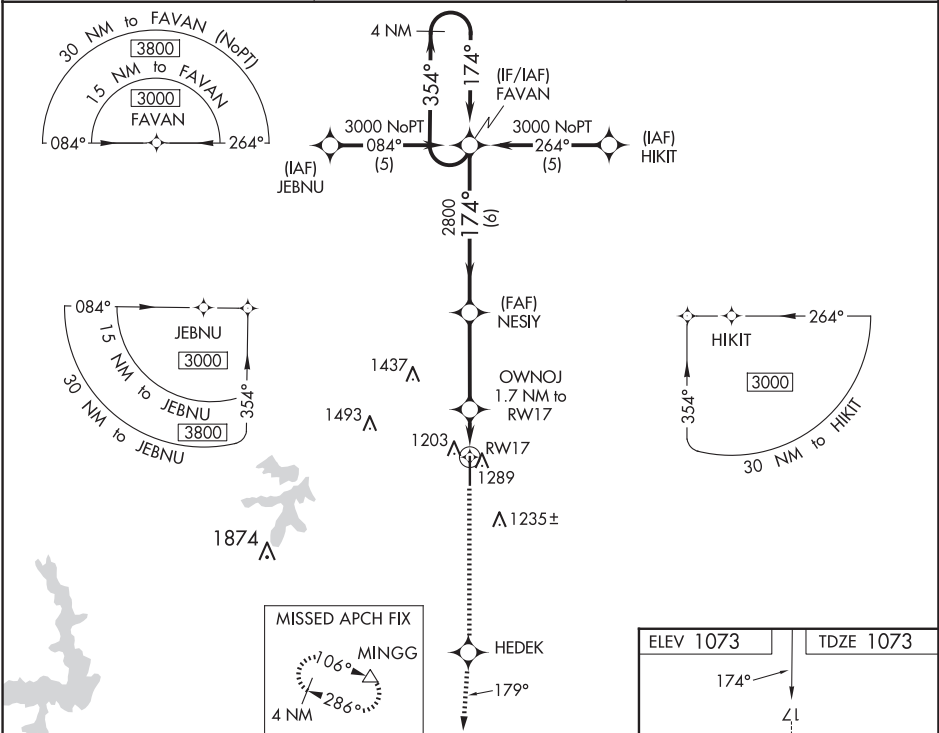 30 NM to FAVAN (NoPT)
3800
15 NM to FAVAN
3000
FAVAN
084°
264°
4 NM
354°
174°
(IF/IAF)
FAVAN
3000 NoPT
084°
(5)
(IAF)
JEBNU
3000 NoPT
264°
(5)
(IAF)
HIKIT
2800
174°
(6)
(FAF)
NESIY
084°
JEBNU
3000
15 NM to JEBNU
3800
30 NM to JEBNU
354°
264°
HIKIT
3000
354°
30 NM to HIKIT
1437
1493
OWNOJ
1.7 NM to
RW17
1203
RW17
1289
1235±
1874
MISSED APCH FIX
MINGG
106°
286°
4 NM
HEDEK
179°
ELEV 1073
TDZE 1073
174°
17